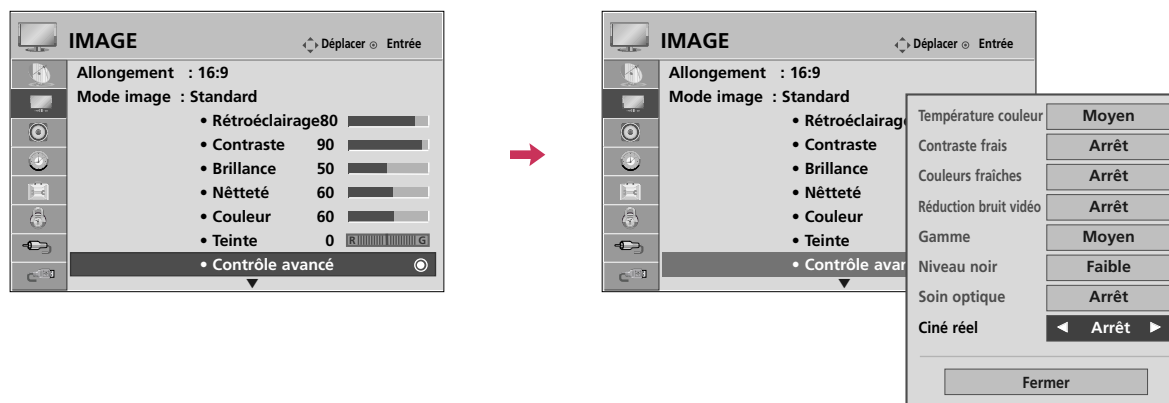 IMAGE
Déplacer Entrée
Allongement : 16:9
Mode image : Standard
• Rétroéclairage80
• Contraste 90
• Brillance 50
• Nêtteté 60
• Couleur 60
• Teinte 0 R G
• Contrôle avancé
IMAGE
Déplacer Entrée
Allongement : 16:9
Mode image : Standard
• Rétroéclairage
• Contraste
• Brillance
• Nêtteté
• Couleur
• Teinte
• Contrôle avan
Température couleur Moyen
Contraste frais Arrêt
Couleurs fraîches Arrêt
Réduction bruit vidéo Arrêt
Gamme Moyen
Niveau noir Faible
Soin optique Arrêt
Ciné réel ◄ Arrêt ►
Fermer